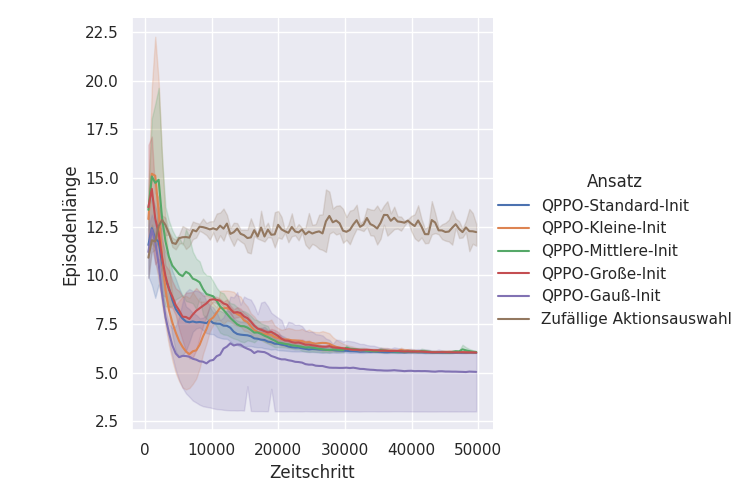 22.5
20.0
17.5
15.0
12.5
10.0
7.5
5.0
2.5
Episodenlänge
0 10000 20000 30000 40000 50000
Zeitschritt
Ansatz
QPPO-Standard-Init
QPPO-Kleine-Init
QPPO-Mittlere-Init
QPPO-Große-Init
QPPO-Gauß-Init
Zufällige Aktionsauswahl